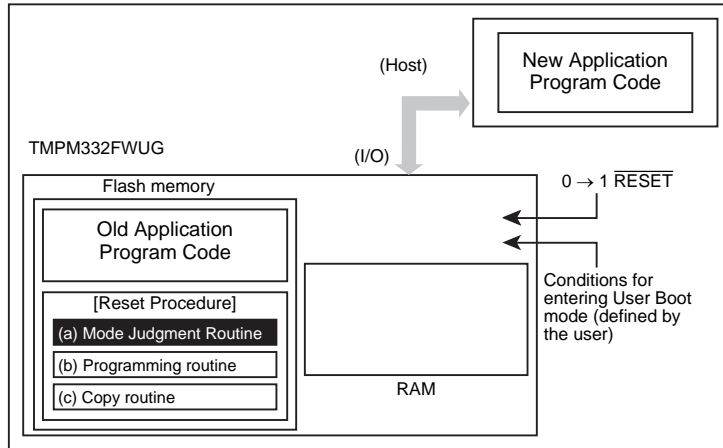 New Application
Program Code
(Host)
TMPM332FWUG
(I/O)
Flash memory
0 → 1 RESET
Old Application
Program Code
[Reset Procedure]
(a) Mode Judgment Routine
(b) Programming routine
(c) Copy routine
RAM
Conditions for
entering User Boot
mode (defined by
the user)